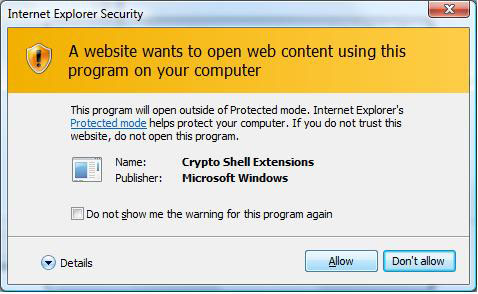 Internet Explorer Security
A website wants to open web content using this
program on your computer
This program will open outside of Protected mode. Internet Explorer's
Protected mode helps protect your computer. If you do not trust this
website, do not open this program.
Name: Crypto Shell Extensions
Publisher: Microsoft Windows
Do not show me the warning for this program again
Details
Allow
Don't allow